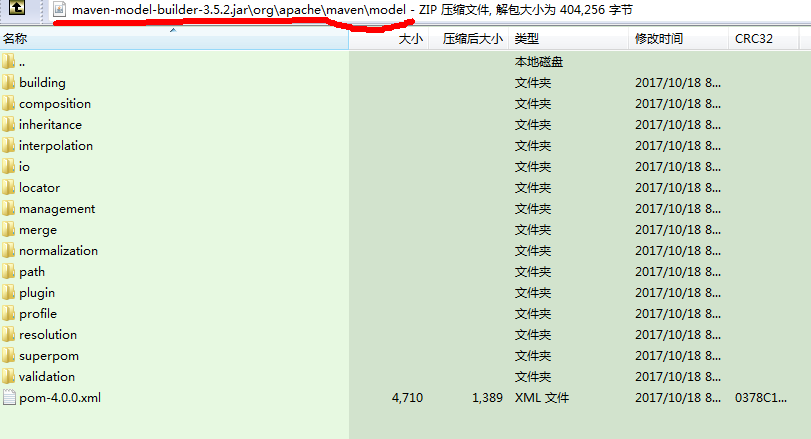 maven-model-builder-3.5.2.jar\org\apache\maven\model - ZIP 压缩文件, 解包大小为 404,256 字节
名称 大小 压缩后大小 类型 修改时间 CRC32
.. 本地磁盘
building 文件夹 2017/10/18 8...
composition 文件夹 2017/10/18 8...
inheritance 文件夹 2017/10/18 8...
interpolation 文件夹 2017/10/18 8...
io 文件夹 2017/10/18 8...
locator 文件夹 2017/10/18 8...
management 文件夹 2017/10/18 8...
merge 文件夹 2017/10/18 8...
normalization 文件夹 2017/10/18 8...
path 文件夹 2017/10/18 8...
plugin 文件夹 2017/10/18 8...
profile 文件夹 2017/10/18 8...
resolution 文件夹 2017/10/18 8...
superpom 文件夹 2017/10/18 8...
validation 文件夹 2017/10/18 8...
pom-4.0.0.xml 4,710 1,389 XML 文件 2017/10/18 8... 0378C1...